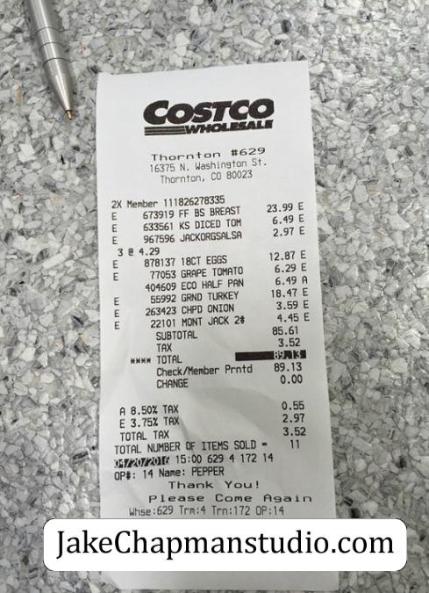 COSTCO
WHOLESALE
Thornton #629
16375 N. Washington St.
Thornton, CO 80023
2X Member 111826278335
E 673919 FF BS BREAST 23.99 E
E 633561 KS DICED TOM 6.49 E
E 967596 JACKORGSALSA 2.97 E
3 @ 4.29
E 878137 18CT EGGS 12.87 E
E 77053 GRAPE TOMATO 6.29 E
404609 ECO HALF PAN 6.49 A
E 55992 GRND TURKEY 18.47 E
E 263423 CHPD ONION 3.59 E
E 22101 MONT JACK 2# 4.45 E
SUBTOTAL 85.61
TAX 3.52
**** TOTAL 89.13
Check/Member Prntd 89.13
CHANGE 0.00
A 8.50% TAX 0.55
E 3.75% TAX 2.97
TOTAL TAX 3.52
TOTAL NUMBER OF ITEMS SOLD = 11
04/20/2016 15:00 629 4 172 14
OP#: 14 Name: PEPPER
Thank You!
Please Come Again
Whse:629 Trm:4 Trn:172 OP:14
JakeChapmanstudio.com